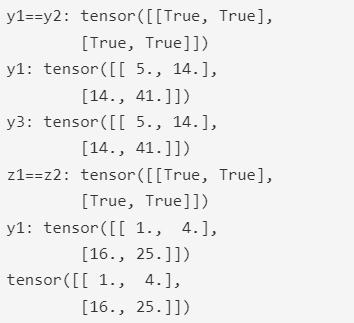 y1==y2: tensor([[True, True],
        [True, True]])
y1: tensor([[ 5., 14.],
        [14., 41.]])
y3: tensor([[ 5., 14.],
        [14., 41.]])
z1==z2: tensor([[True, True],
        [True, True]])
y1: tensor([[ 1.,  4.],
        [16., 25.]])
tensor([[ 1.,  4.],
        [16., 25.]])